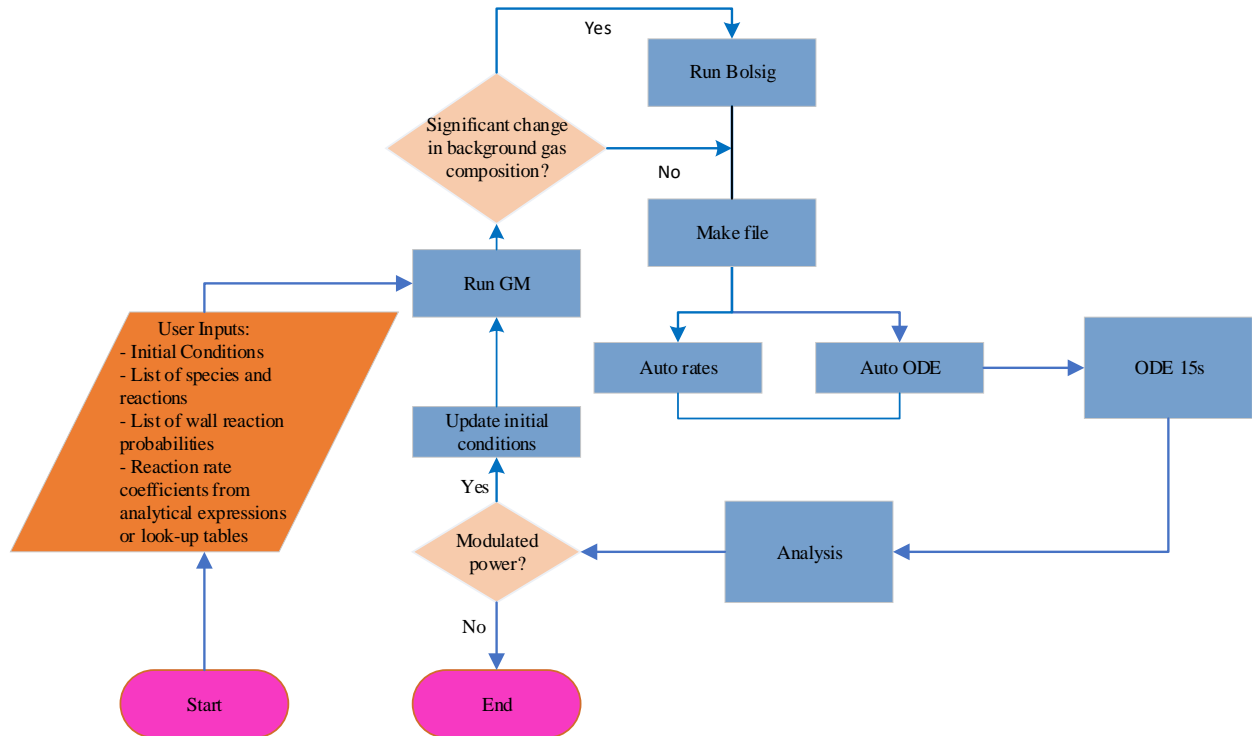 Yes
Run Bolsig
Significant change
in background gas
composition?
No
Make file
Run GM
User Inputs:
- Initial Conditions
- List of species and
reactions
- List of wall reaction
probabilities
- Reaction rate
coefficients from
analytical expressions
or look-up tables
Auto rates
Auto ODE
ODE 15s
Update initial
conditions
Yes
Modulated
power?
Analysis
No
Start
End